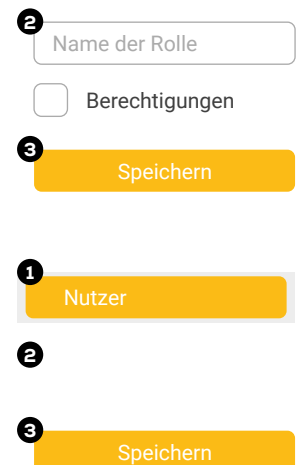 2
Name der Rolle
Berechtigungen
3
Speichern
1
Nutzer
2
3
Speichern